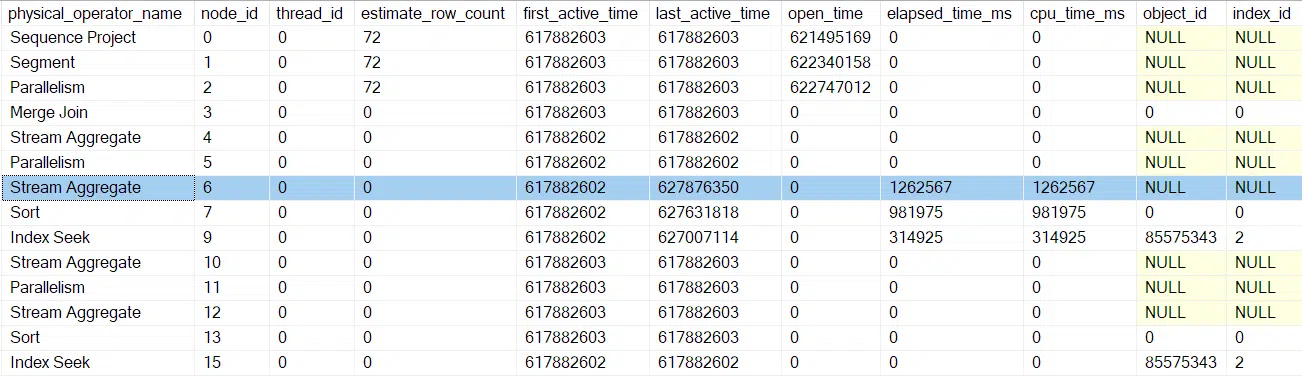 physical_operator_name node_id thread_id estimate_row_count first_active_time last_active_time open_time elapsed_time_ms cpu_time_ms object_id index_id
Sequence Project 0 0 72 617882603 617882603 621495169 0 0 NULL NULL
Segment 1 0 72 617882603 617882603 622340158 0 0 NULL NULL
Parallelism 2 0 72 617882603 617882603 622747012 0 0 NULL NULL
Merge Join 3 0 0 617882603 617882603 0 0 0 0 0
Stream Aggregate 4 0 0 617882602 617882602 0 0 0 NULL NULL
Parallelism 5 0 0 617882602 617882602 0 0 0 NULL NULL
Stream Aggregate 6 0 0 617882602 627876350 0 1262567 1262567 NULL NULL
Sort 7 0 0 617882602 627631818 0 981975 981975 0 0
Index Seek 9 0 0 617882602 627007114 0 314925 314925 85575343 2
Stream Aggregate 10 0 0 617882603 617882603 0 0 0 NULL NULL
Parallelism 11 0 0 617882603 617882603 0 0 0 NULL NULL
Stream Aggregate 12 0 0 617882603 617882603 0 0 0 NULL NULL
Sort 13 0 0 617882603 617882603 0 0 0 0 0
Index Seek 15 0 0 617882602 617882602 0 0 0 85575343 2